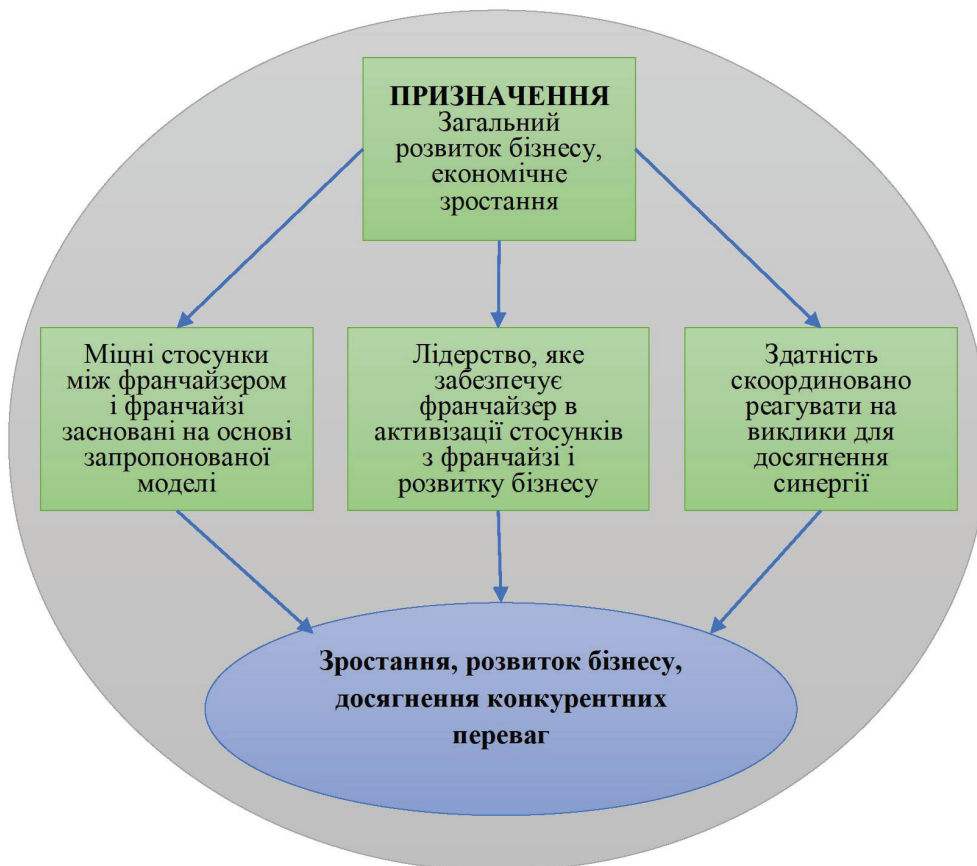 ПРИЗНАЧЕННЯ
Загальний
розвиток бізнесу,
економічне
зростання
Міцні стосунки
між франчайзером
і франчайзі
засновані на основі
запропонованої
моделі
Лідерство, яке
забезпечує
франчайзер в
активізації стосунків
з франчайзі і
розвитку бізнесу
Здатність
скоординовано
реагувати на
виклики для
досягнення
синергії
Зростання, розвиток бізнесу,
досягнення конкурентних
переваг